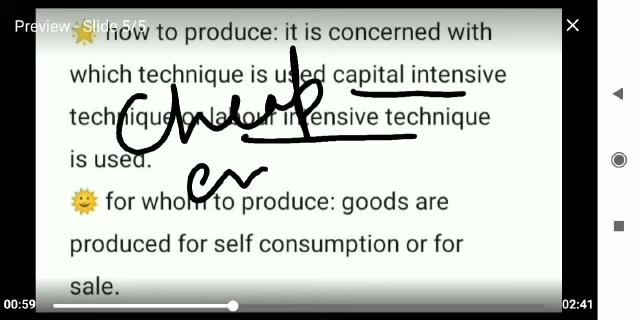 Preview - Slide 5/5
how to produce: it is concerned with
which technique is used capital intensive
technique or labour intensive technique
is used.
cheap
for whom to produce: goods are
produced for self consumption or for
sale.
00:59
02:41